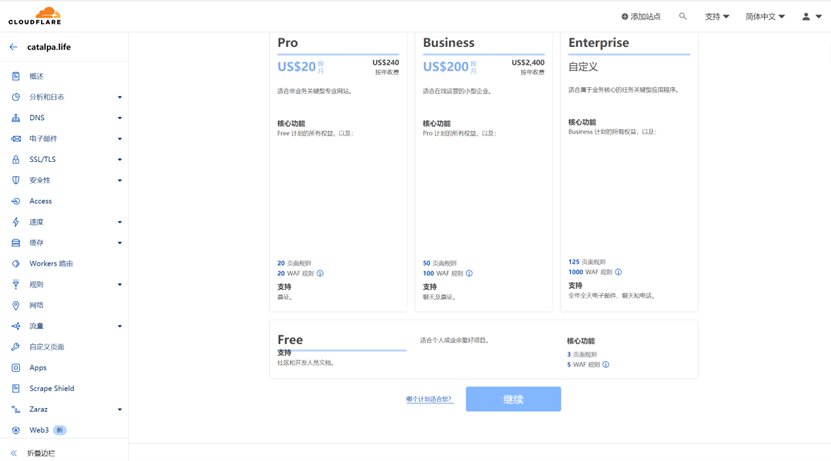 CLOUDFLARE
添加站点
支持
简体中文
catalpa.life
概述
分析和日志
DNS
电子邮件
SSL/TLS
安全性
Access
速度
缓存
Workers 路由
规则
网络
流量
自定义页面
Apps
Scrape Shield
Zaraz
Web3 新
折叠边栏
Pro
US$20 按月
US$240
按年收费
适合非业务关键型专业网站。
核心功能
Free 计划的所有权益,以及:
20 页面规则
20 WAF 规则
支持
票证。
Business
US$200 按月
US$2,400
按年收费
适合在线运营的小型企业。
核心功能
Pro 计划的所有权益,以及:
50 页面规则
100 WAF 规则
支持
聊天及票证。
Enterprise
自定义
适合属于业务核心的任务关键型应用程序。
核心功能
Business 计划的所有权益,以及:
125 页面规则
1000 WAF 规则
支持
全年全天电子邮件、聊天和电话。
Free
支持
社区和开发人员文档。
适合个人或业余爱好项目。
核心功能
3 页面规则
5 WAF 规则
哪个计划适合您?
继续